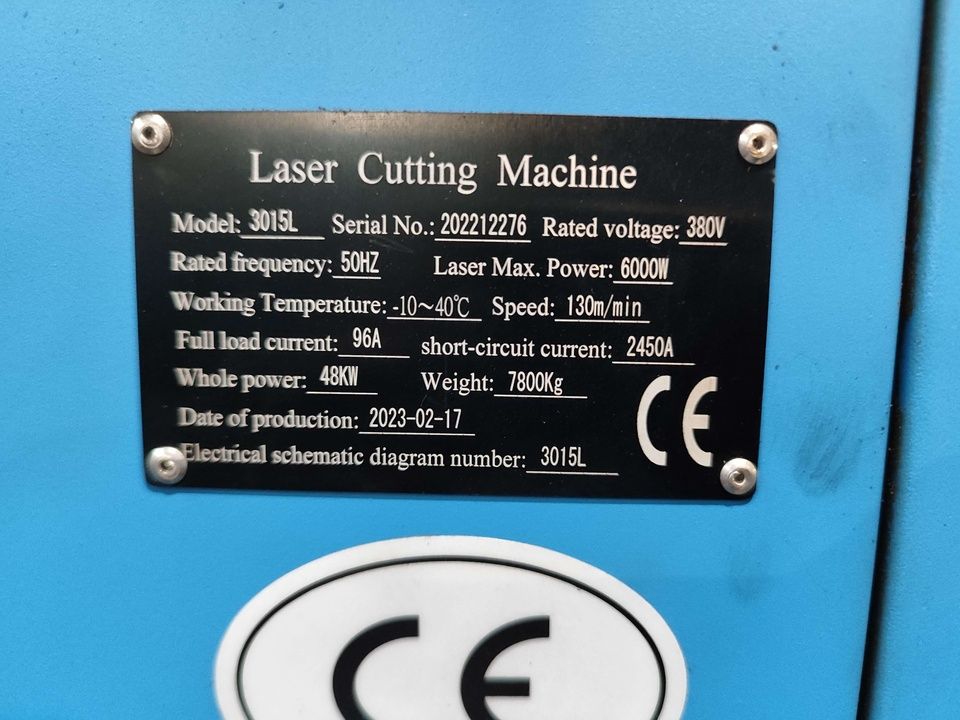 Laser Cutting Machine
Model: 3015L Serial No.: 202212276 Rated voltage: 380V
Rated frequency: 50HZ Laser Max. Power: 6000W
Working Temperature: -10~40℃ Speed: 130m/min
Full load current: 96A short-circuit current: 2450A
Whole power: 48KW Weight: 7800Kg
Date of production: 2023-02-17
Electrical schematic diagram number: 3015L
CE
CE